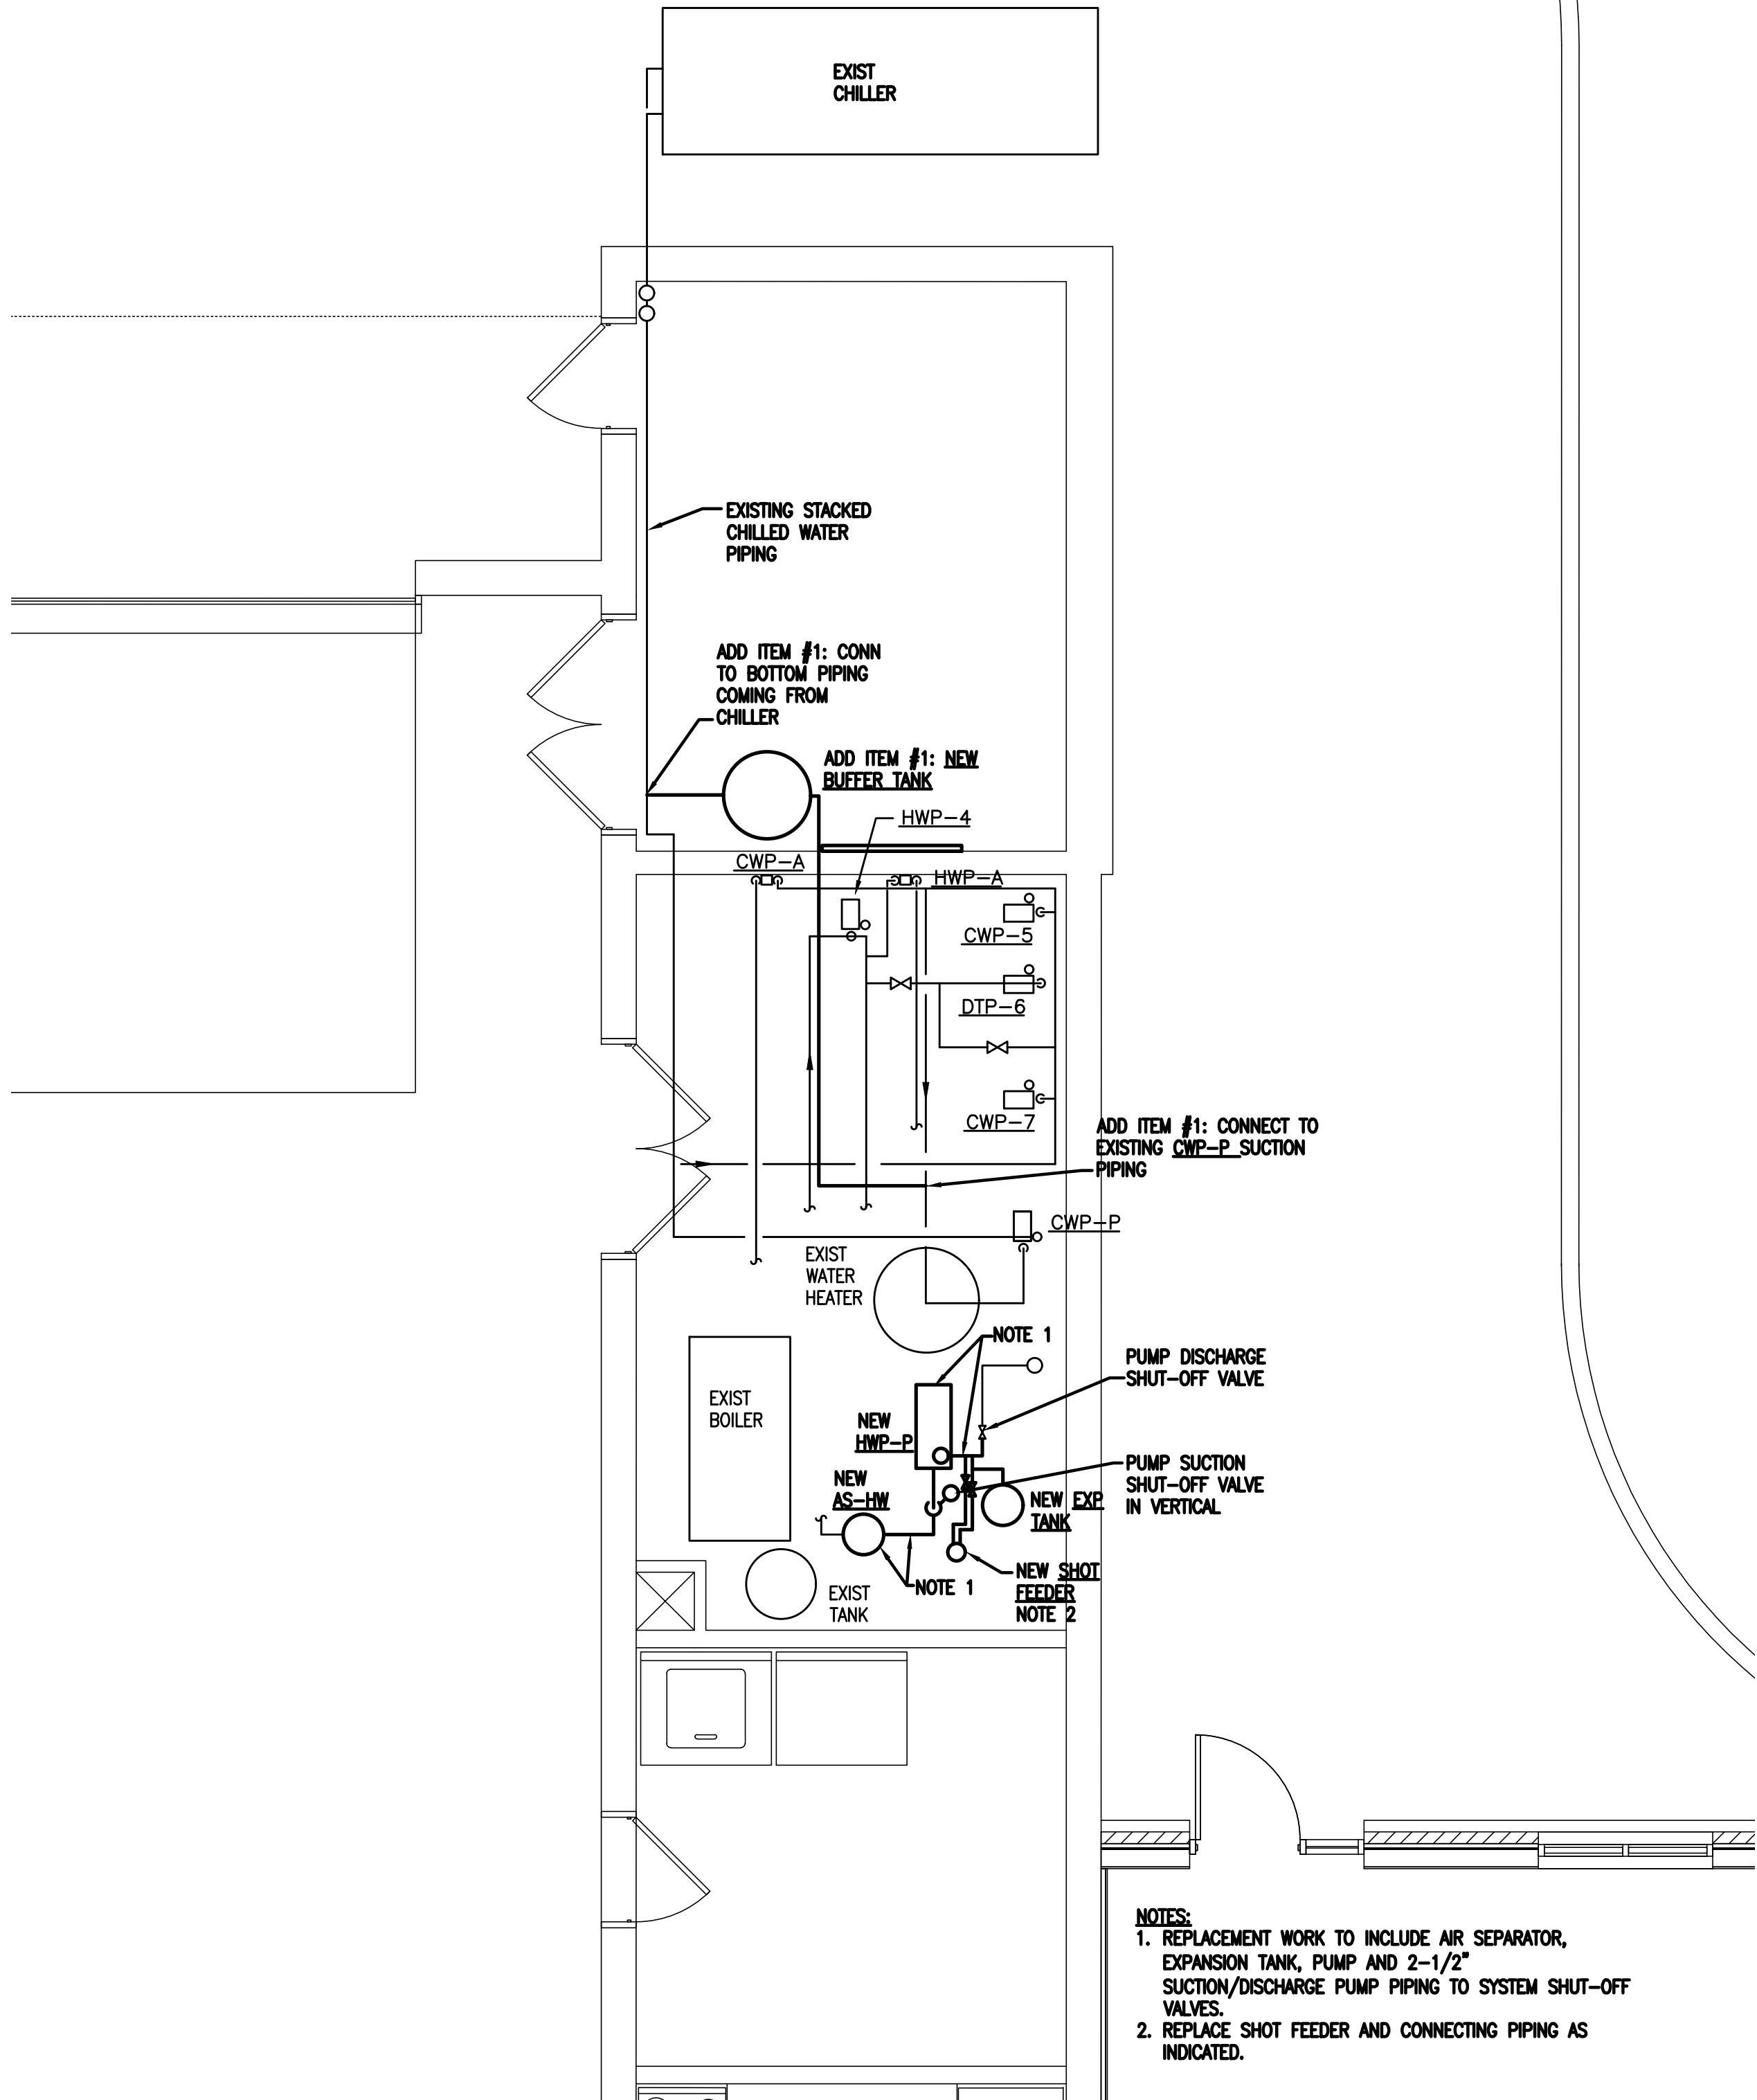 EXIST
CHILLER
EXISTING STACKED
CHILLED WATER
PIPING
ADD ITEM #1: CONN
TO BOTTOM PIPING
COMING FROM
CHILLER
ADD ITEM #1: NEW
BUFFER TANK
HWP-4
CWP-A
HWP-A
CWP-5
DTP-6
CWP-7
ADD ITEM #1: CONNECT TO
EXISTING CWP-P SUCTION
PIPING
CWP-P
EXIST
WATER
HEATER
NOTE 1
PUMP DISCHARGE
SHUT-OFF VALVE
EXIST
BOILER
NEW
HWP-P
PUMP SUCTION
SHUT-OFF VALVE
IN VERTICAL
NEW
AS-HW
NEW EXP
TANK
NEW SHOT
FEEDER
NOTE 2
NOTE 1
EXIST
TANK
NOTES:
1. REPLACEMENT WORK TO INCLUDE AIR SEPARATOR,
EXPANSION TANK, PUMP AND 2-1/2"
SUCTION/DISCHARGE PUMP PIPING TO SYSTEM SHUT-OFF
VALVES.
2. REPLACE SHOT FEEDER AND CONNECTING PIPING AS
INDICATED.